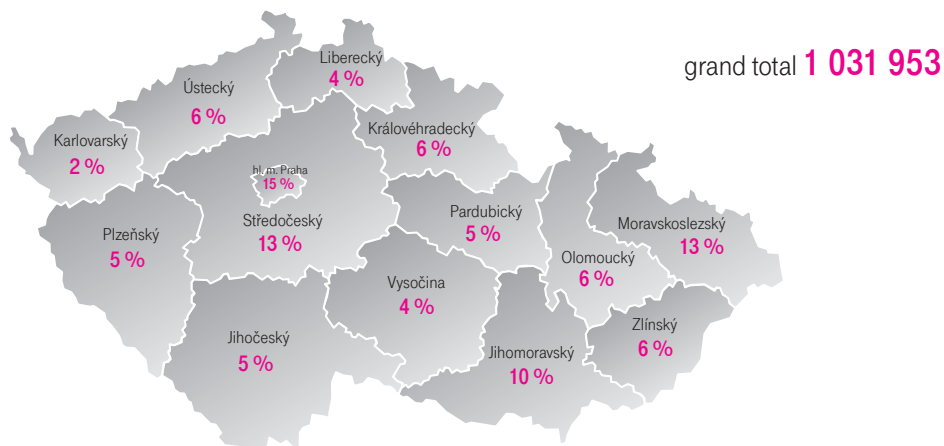 Liberecký
4 %
grand total 1 031 953
Ústecký
6 %
Královéhradecký
6 %
Karlovarský
2 %
hl. m. Praha
15 %
Středočeský
13 %
Pardubický
5 %
Moravskoslezský
13 %
Plzeňský
5 %
Olomoucký
6 %
Vysočina
4 %
Zlínský
6 %
Jihočeský
5 %
Jihomoravský
10 %